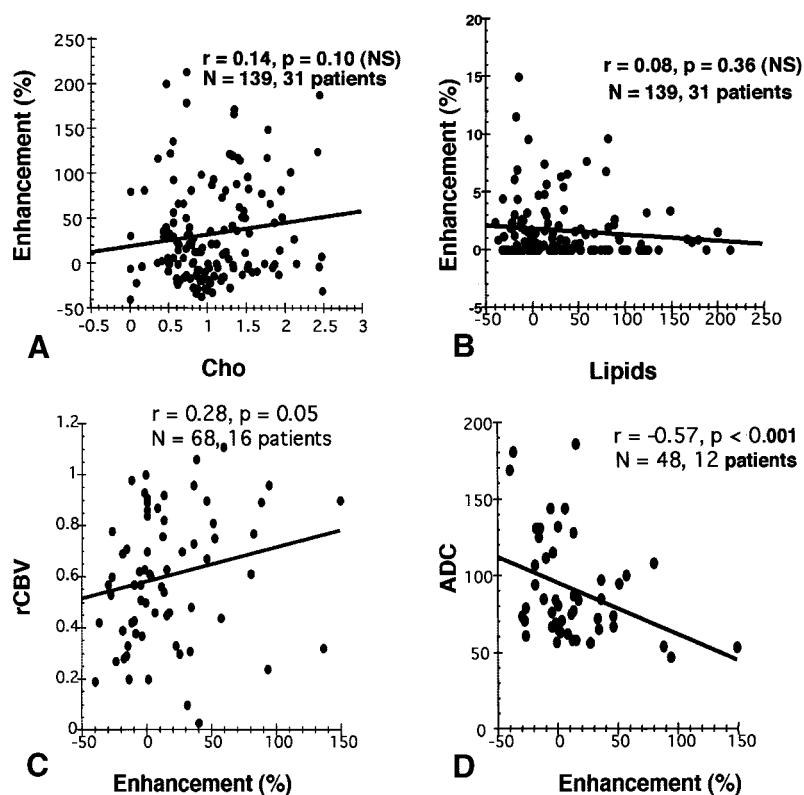 250
200
150
100
50
0
-50
-0.5 0 0.5 1 1.5 2 2.5 3
Enhancement (%)
r = 0.14, p = 0.10 (NS)
N = 139, 31 patients
A
Cho
20
15
10
5
0
-5
-50 0 50 100 150 200 250
Enhancement (%)
r = 0.08, p = 0.36 (NS)
N = 139, 31 patients
B
Lipids
1.2
1
0.8
0.6
0.4
0.2
0
-50 0 50 100 150
rCBV
r = 0.28, p = 0.05
N = 68, 16 patients
C
Enhancement (%)
200
150
100
50
0
-50 0 50 100 150
ADC
r = -0.57, p < 0.001
N = 48, 12 patients
D
Enhancement (%)